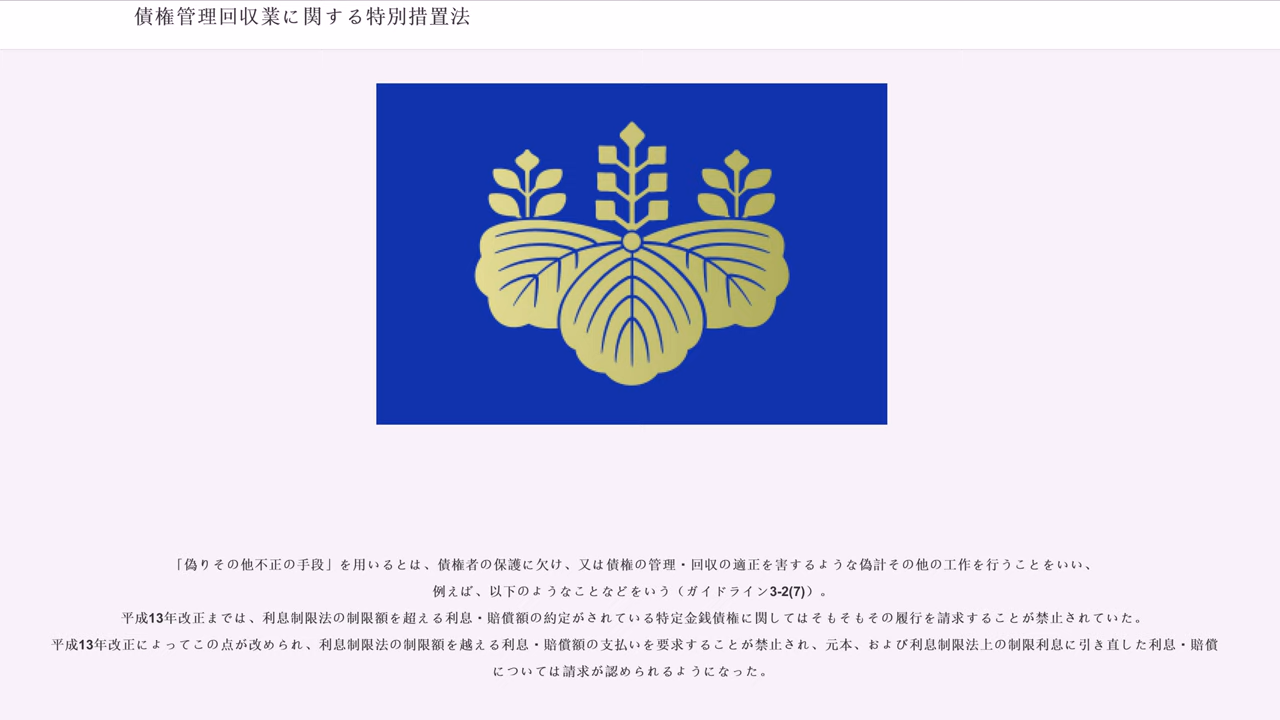 債権管理回収業に関する特別措置法
「偽りその他不正の手段」を用いるとは、債権者の保護に欠け、又は債権の管理・回収の適正を害するような偽計その他の工作を行うことをいい、
例えば、以下のようなことなどをいう（ガイドライン3-2(7)）。
平成13年改正までは、利息制限法の制限額を超える利息・賠償額の約定がされている特定金銭債権に関してはそもそもその履行を請求することが禁止されていた。
平成13年改正によってこの点が改められ、利息制限法の制限額を越える利息・賠償額の支払いを要求することが禁止され、元本、および利息制限法上の制限利息に引き直した利息・賠償
については請求が認められるようになった。